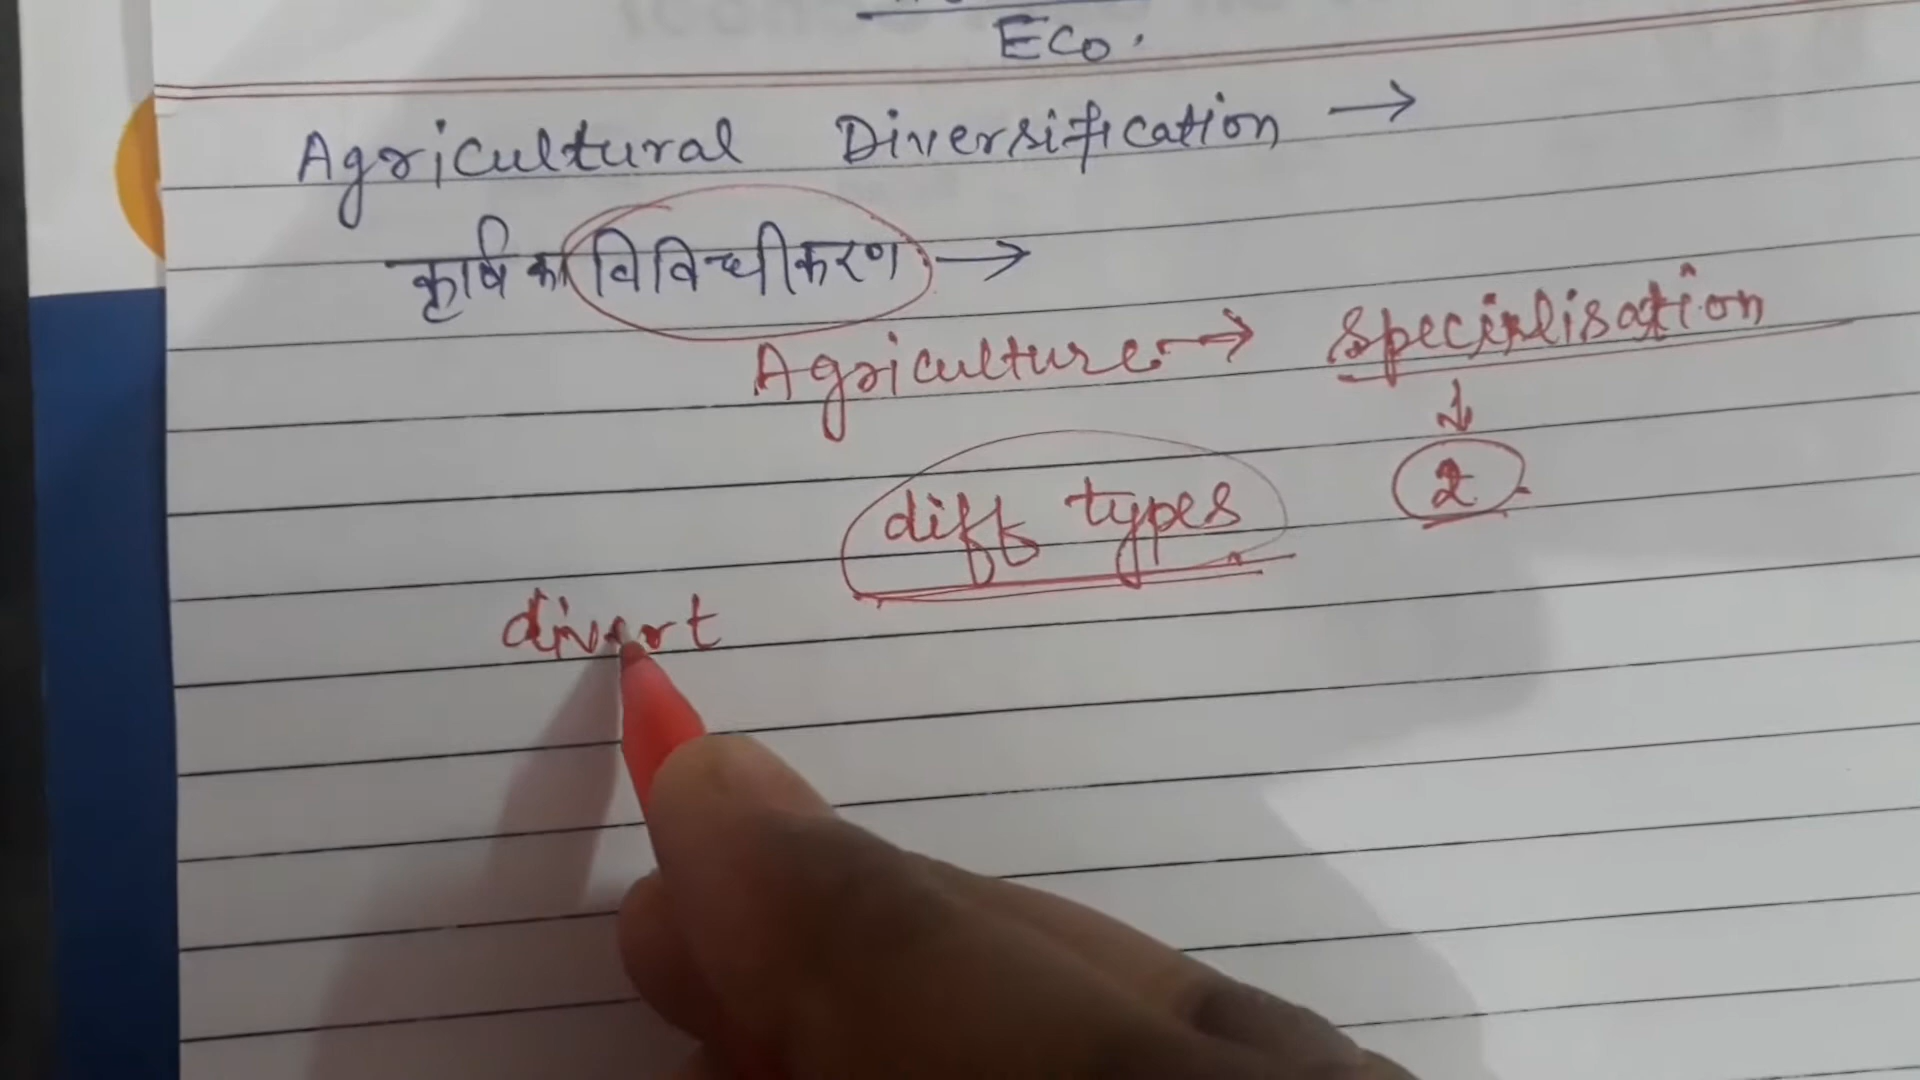 Eco.
Agricultural Diversification →
कृषि का विविधीकरण →
Agriculture → Specialisation
↓
diff types 2
divert